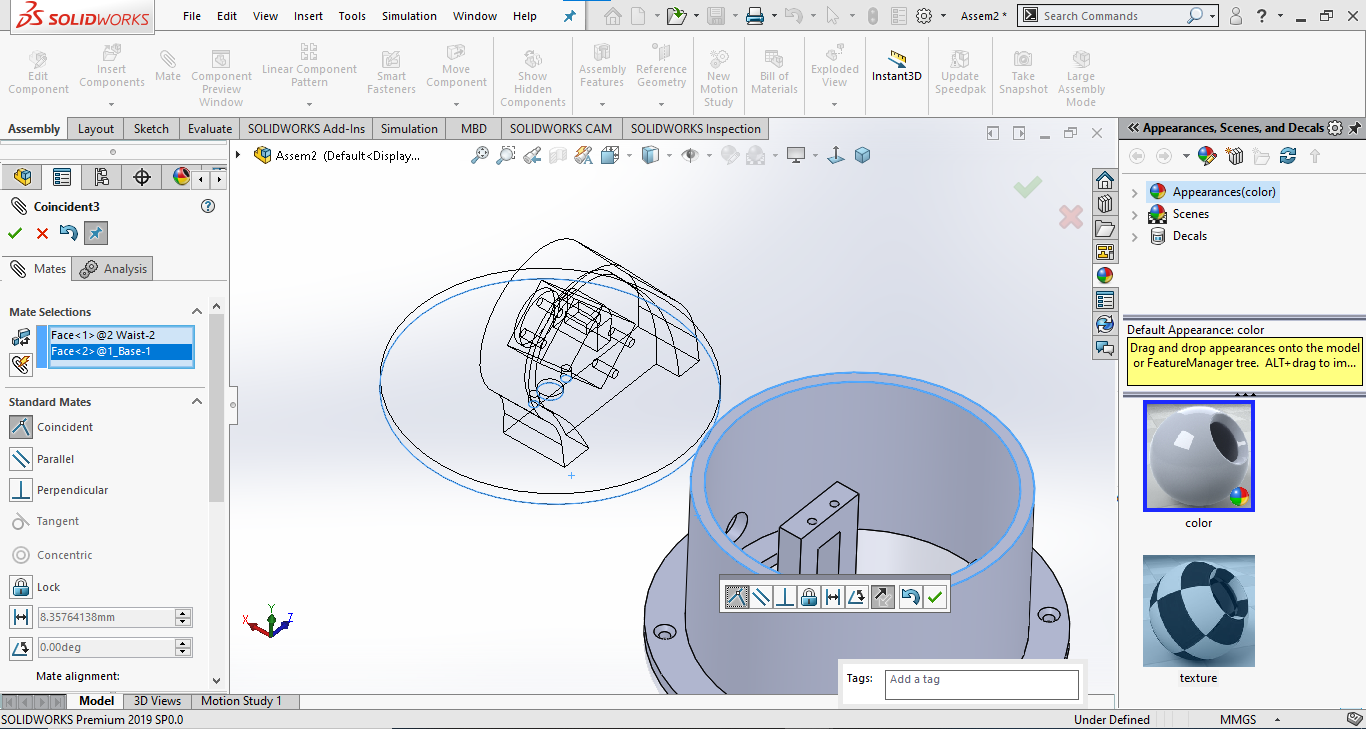 SOLIDWORKS File Edit View Insert Tools Simulation Window Help Assem2 * Search Commands ?
Edit Component
Insert Components
Mate
Component Preview Window
Linear Component Pattern
Smart Fasteners
Move Component
Show Hidden Components
Assembly Features
Reference Geometry
New Motion Study
Bill of Materials
Exploded View
Instant3D
Update Speedpak
Take Snapshot
Large Assembly Mode
Assembly Layout Sketch Evaluate SOLIDWORKS Add-Ins Simulation MBD SOLIDWORKS CAM SOLIDWORKS Inspection
Assem2 (Default<Display...
Coincident3 ?
Mates Analysis
Mate Selections
Face<1>@2 Waist-2
Face<2>@1_Base-1
Standard Mates
Coincident
Parallel
Perpendicular
Tangent
Concentric
Lock
8.35764138mm
0.00deg
Mate alignment:
X Y Z
Tags: Add a tag
Appearances, Scenes, and Decals
Appearances(color)
Scenes
Decals
Default Appearance: color
Drag and drop appearances onto the model
or FeatureManager tree. ALT+drag to im...
color
texture
Model 3D Views Motion Study 1
SOLIDWORKS Premium 2019 SP0.0 Under Defined MMGS